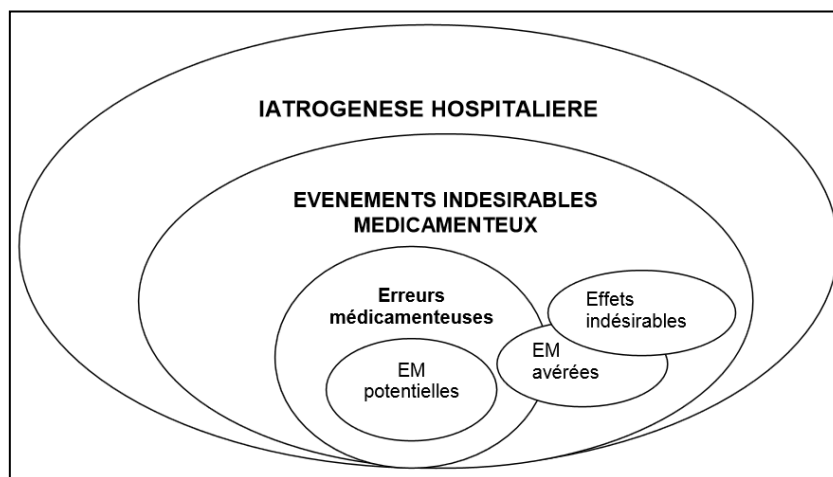 IATROGENESE HOSPITALIERE
EVENEMENTS INDESIRABLES
MEDICAMENTEUX
Erreurs
médicamenteuses
EM
potentielles
Effets
indésirables
EM
avérées